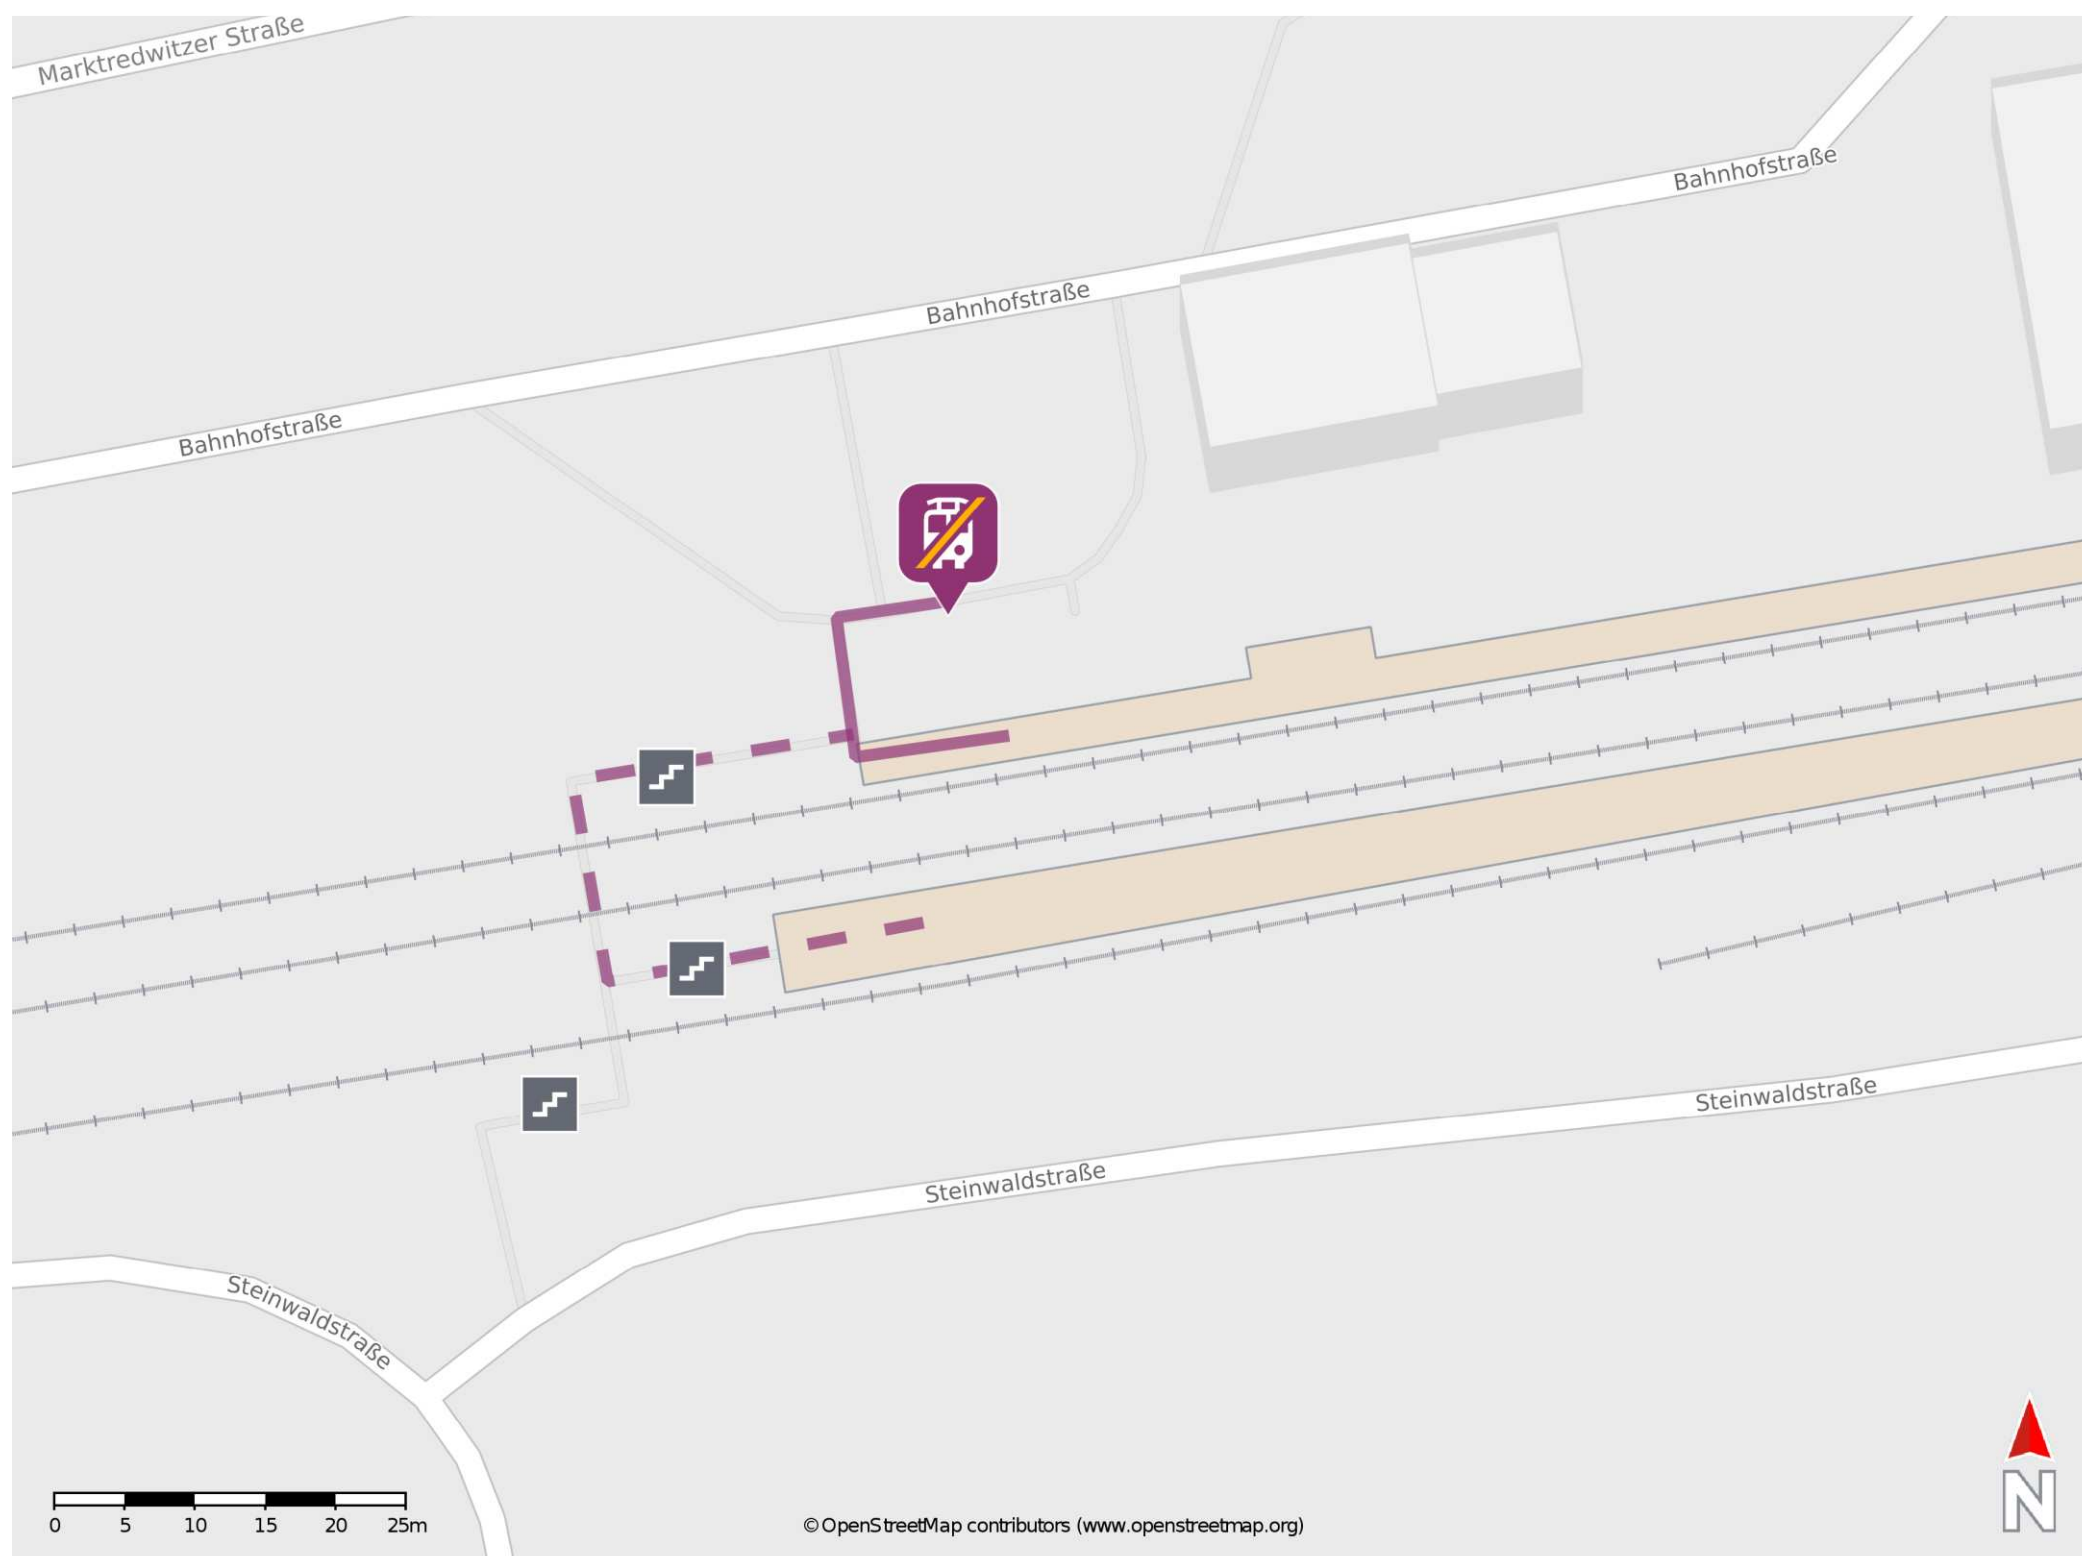 Marktredwitzer Straße
Bahnhofstraße
Bahnhofstraße
Bahnhofstraße
Steinwaldstraße
Steinwaldstraße
Steinwaldstraße
N
0 5 10 15 20 25m
© OpenStreetMap contributors (www.openstreetmap.org)